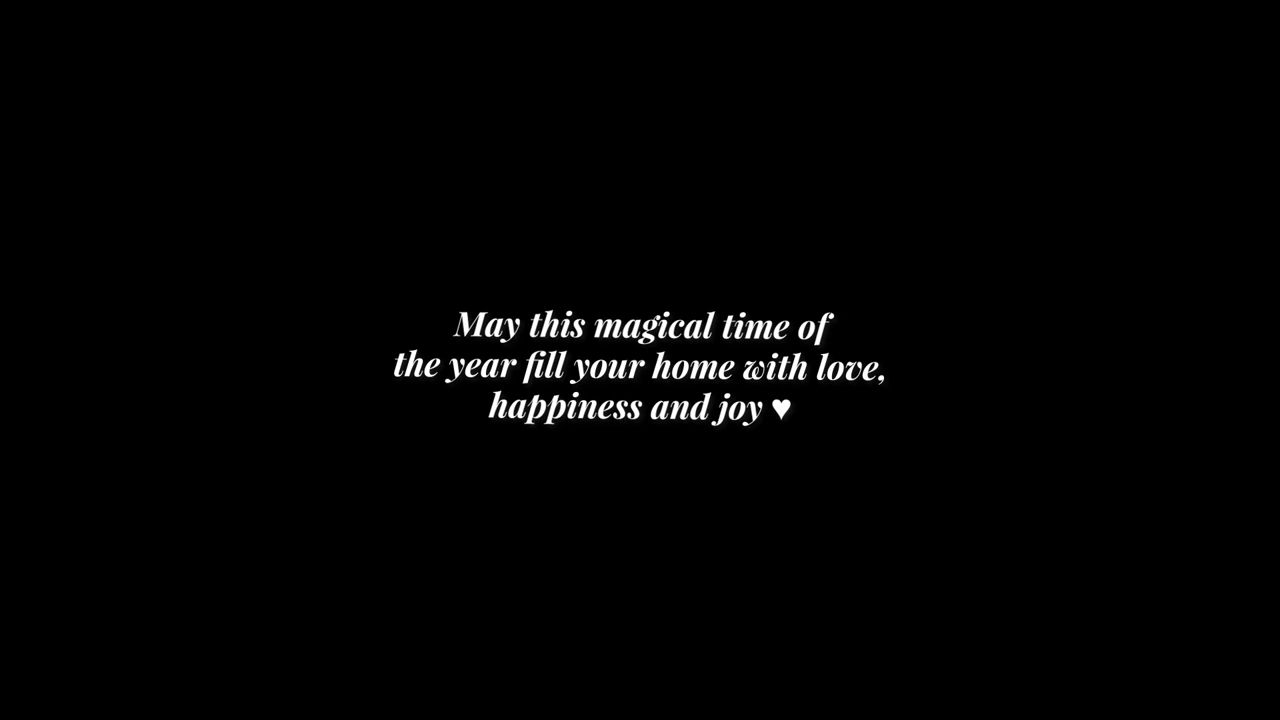 May this magical time of
the year fill your home with love,
happiness and joy ♥